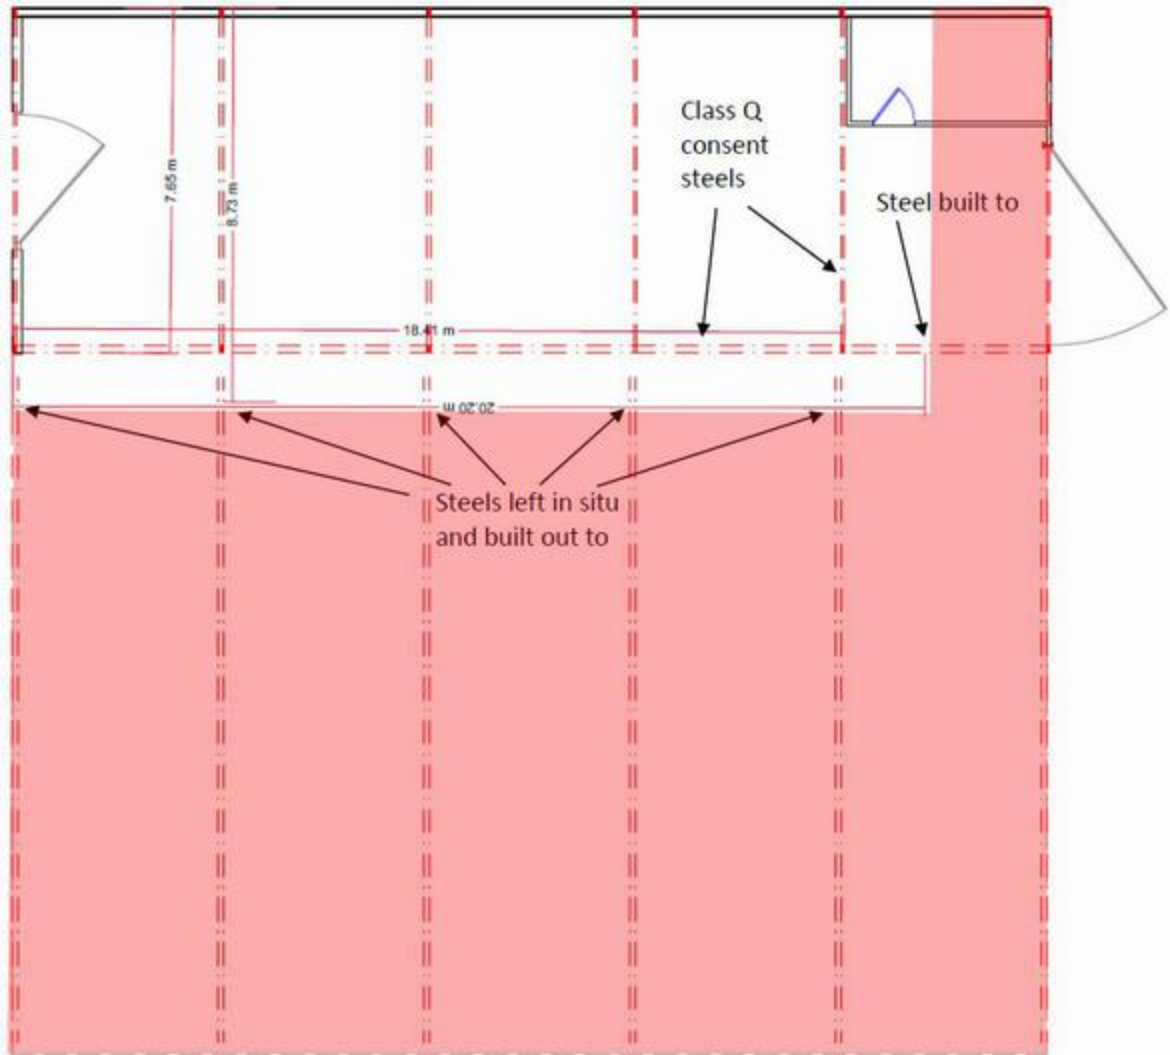 Class Q
consent
steels
Steel built to
7.65 m
8.73 m
18.41 m
20.20 m
Steels left in situ
and built out to